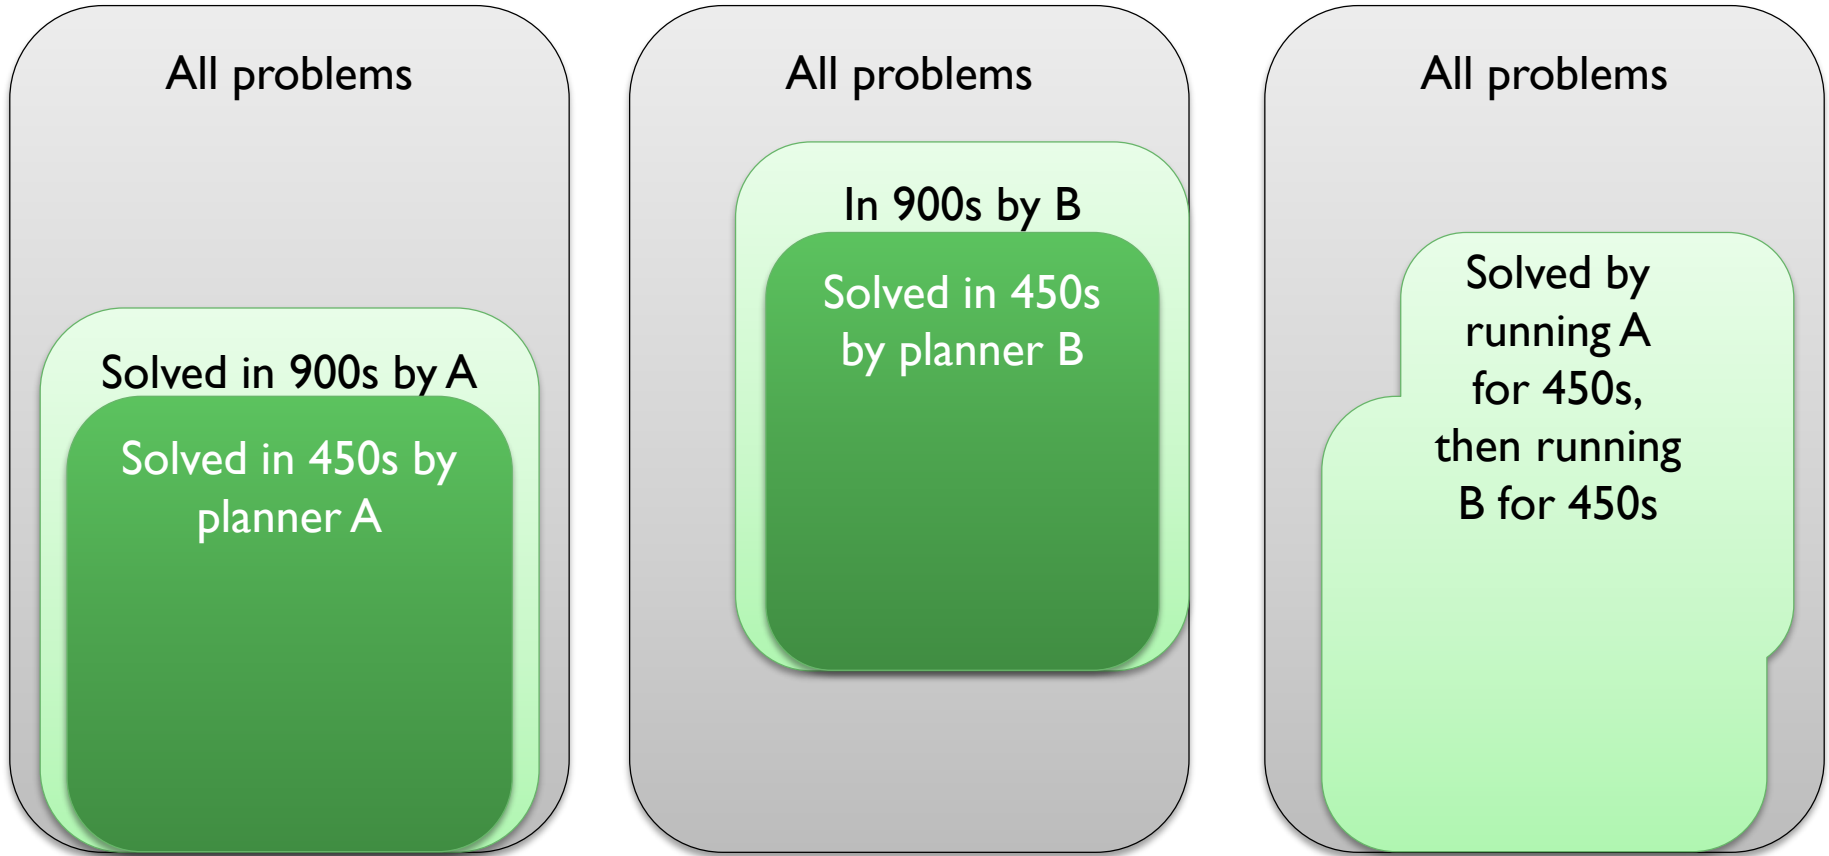 All problems
Solved in 900s by A
Solved in 450s by
planner A
All problems
In 900s by B
Solved in 450s
by planner B
All problems
Solved by
running A
for 450s,
then running
B for 450s